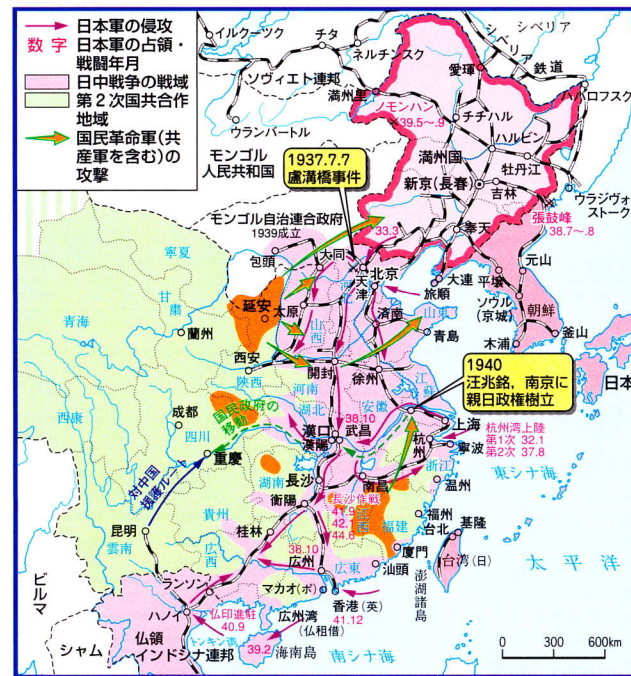 日本軍の侵攻
数字 日本軍の占領・
戦闘年月
日中戦争の戦域
第2次国共合作
地域
国民革命軍(共
産軍を含む)の
攻撃
イルクーツク
チタ
ネルチンスク
シベリア
シベリア
鉄道
ソヴィエト連邦
満州里
愛琿
ハバロフスク
ノモンハン
39.5~.9
チチハル
ハルビン
ウランバートル
モンゴル
人民共和国
1937.7.7
盧溝橋事件
満州国
牡丹江
新京(長春)
吉林
ウラジヴォ
ストーク
張鼓峰
38.7~.8
モンゴル自治連合政府
1939成立
33.3
奉天
寧夏
包頭
大同
北京
天津
河北
大連
旅順
平壌
元山
ソウル
(京城)
朝鮮
釜山
木浦
日本
甘粛
延安
太原
山西
済南
山東
青島
青海
蘭州
西安
陝西
開封
河南
徐州
江蘇
1940
汪兆銘,南京に
親日政権樹立
西康
成都
四川
国民政府の
移動
湖北
38.10
安徽
漢口
漢陽
武昌
上海
杭州
寧波
杭州湾上陸
第1次 32.1
第2次 37.8
浙江
東シナ海
重慶
対中国
援護ルート
長沙
湖南
南昌
温州
衡陽
長沙作戦
41.9
42.1
44.6
江西
福建
福州
台北
基隆
貴州
昆明
雲南
桂林
広西
38.10
広州
広東
汕頭
厦門
台湾(日)
太平洋
澎湖諸島
ビルマ
ランソン
マカオ(ポ)
香港(英)
41.12
ハノイ
仏印進駐
40.9
広州湾
(仏租借)
シャム
仏領
インドシナ連邦
トンキン湾
39.2
海南島
南シナ海
0 300 600km